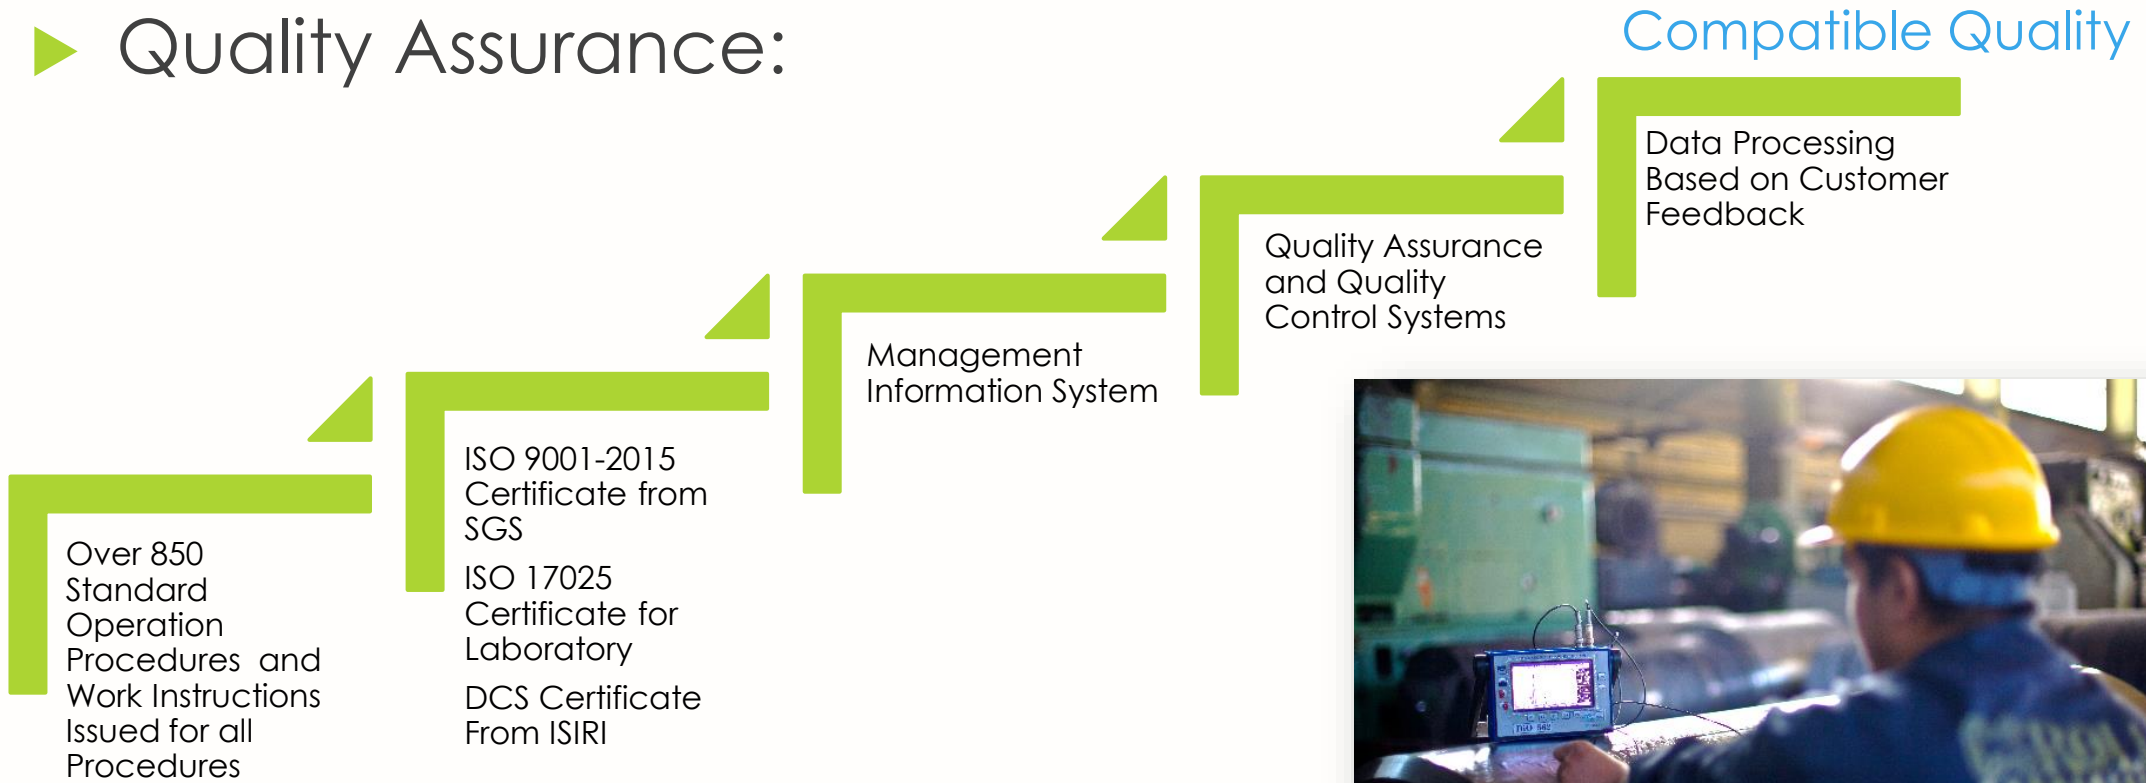 Quality Assurance:
Compatible Quality
Over 850
Standard
Operation
Procedures and
Work Instructions
Issued for all
Procedures
ISO 9001-2015
Certificate from
SGS
ISO 17025
Certificate for
Laboratory
DCS Certificate
From ISIRI
Management
Information System
Quality Assurance
and Quality
Control Systems
Data Processing
Based on Customer
Feedback